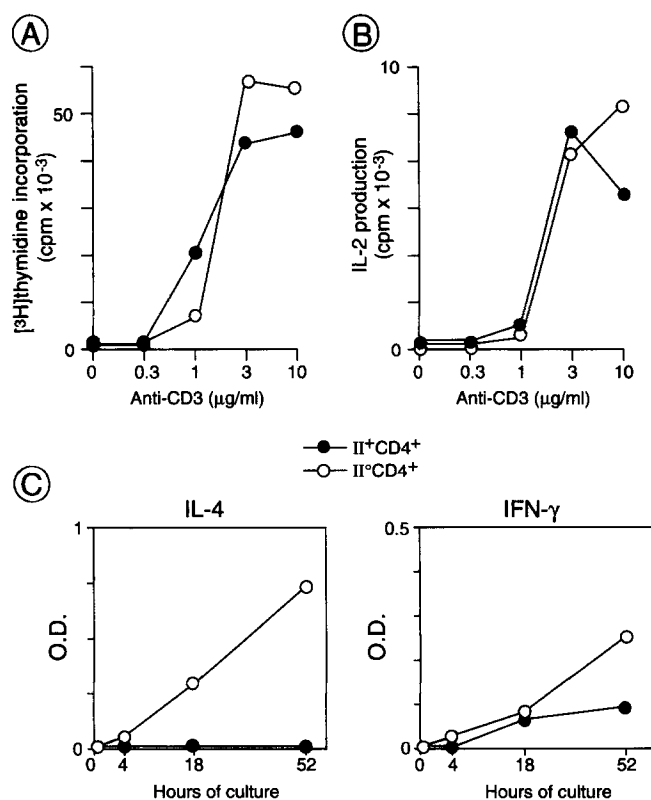 A
[³H]thymidine incorporation
(cpm x 10⁻³)
50
0
0 0.3 1 3 10
Anti-CD3 (μg/ml)
B
IL-2 production
(cpm x 10⁻³)
10
0
0 0.3 1 3 10
Anti-CD3 (μg/ml)
II⁺CD4⁺
II°CD4⁺
C
IL-4
O.D.
1
0
0 4 18 52
Hours of culture
IFN-γ
O.D.
0.5
0
0 4 18 52
Hours of culture